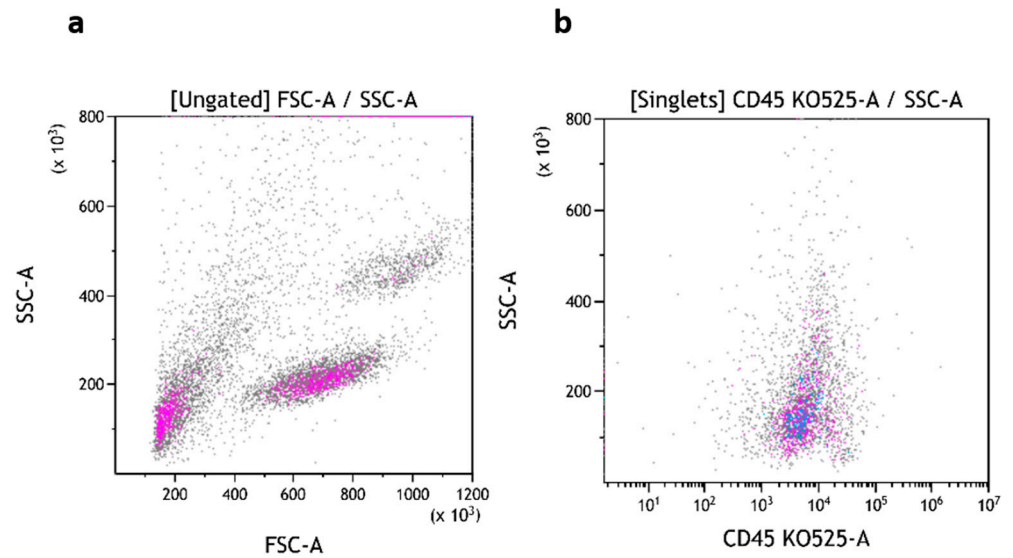 a
b
[Ungated] FSC-A / SSC-A
(x 10³)
800
600
400
200
SSC-A
200 400 600 800 1000 1200
(x 10³)
FSC-A
[Singlets] CD45 KO525-A / SSC-A
(x 10³)
800
600
400
200
SSC-A
10¹ 10² 10³ 10⁴ 10⁵ 10⁶ 10⁷
CD45 KO525-A